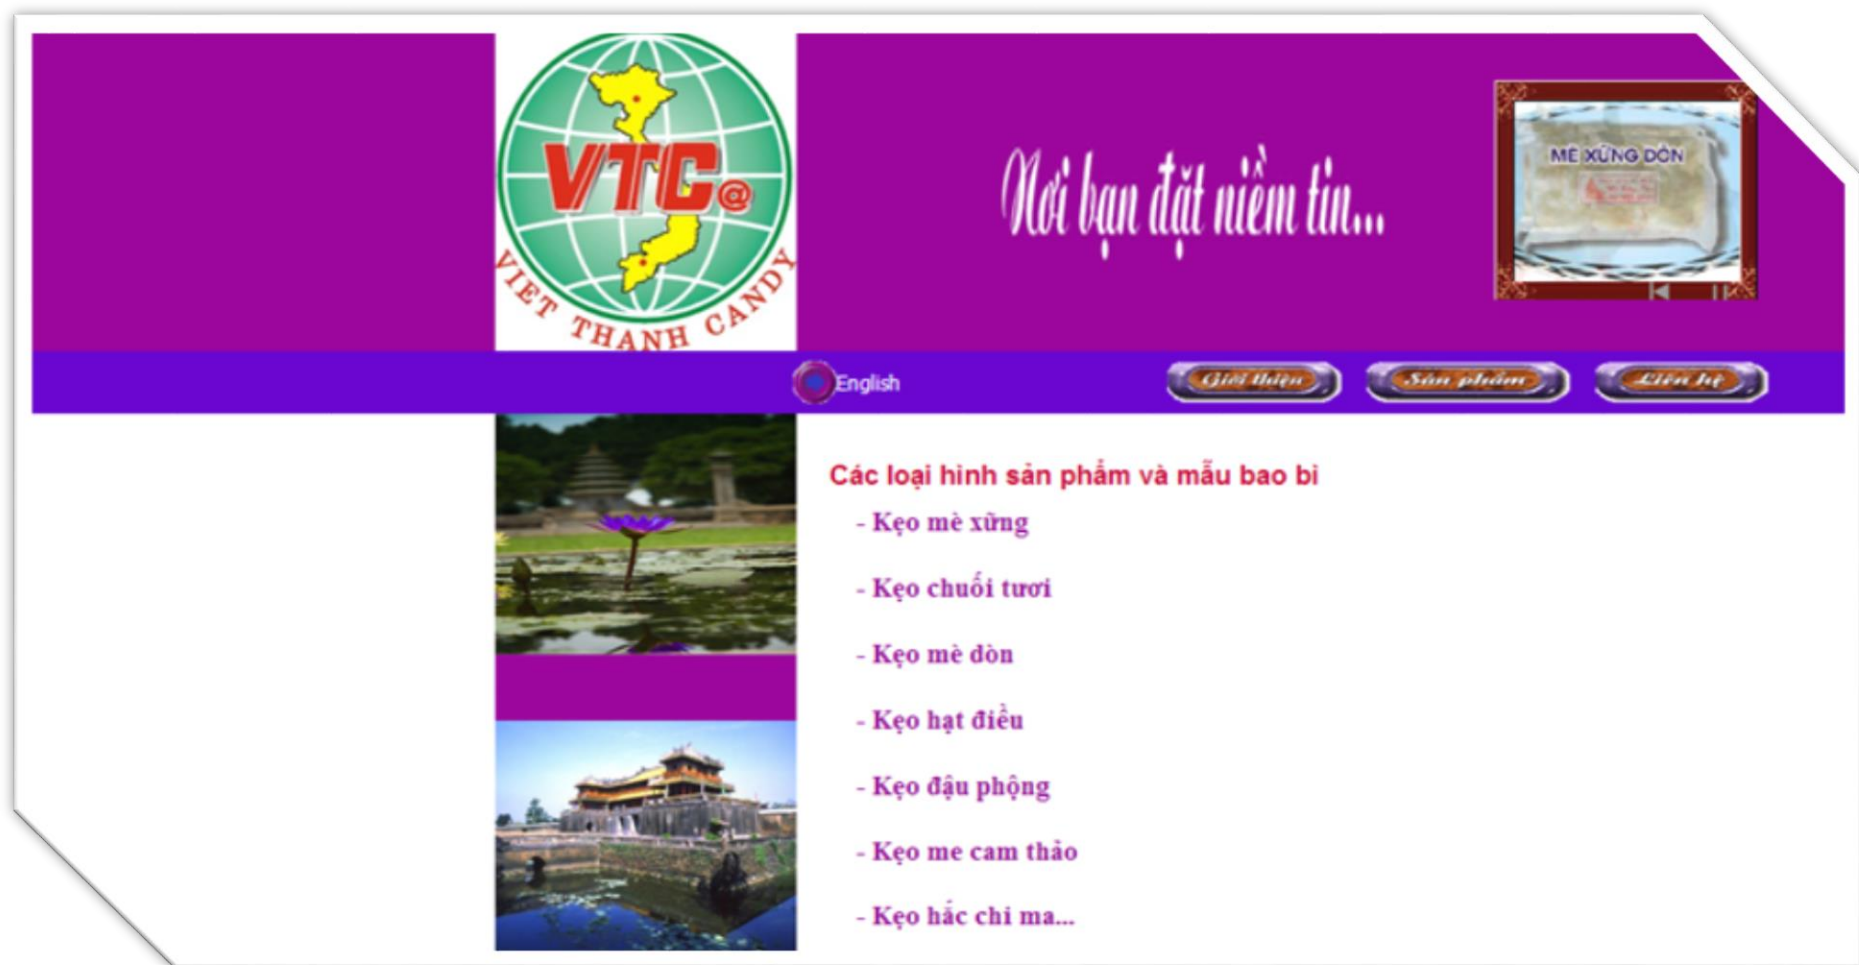 VTC@
VIET THANH CANDY
Nơi bạn đặt niềm tin...
MÈ XỬNG DÒN
English
Giới thiệu
Sản phẩm
Liên hệ
Các loại hình sản phẩm và mẫu bao bì
- Kẹo mè xững
- Kẹo chuối tươi
- Kẹo mè dòn
- Kẹo hạt điều
- Kẹo đậu phộng
- Kẹo me cam thảo
- Kẹo hắc chi ma...